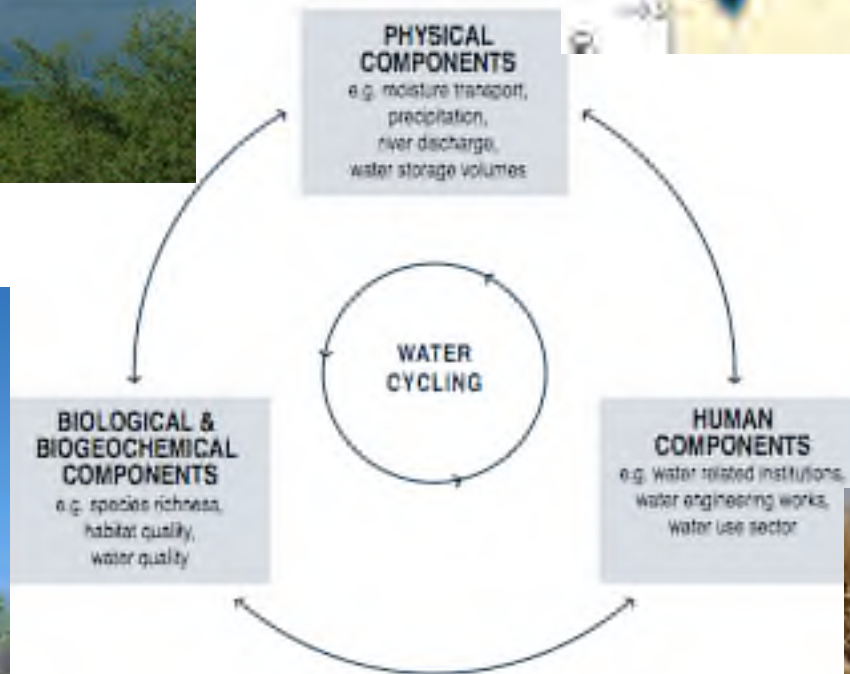 PHYSICAL
COMPONENTS
e.g. moisture transport,
precipitation,
river discharge,
water storage volumes
WATER
CYCLING
BIOLOGICAL &
BIOGEOCHEMICAL
COMPONENTS
e.g. species richness,
habitat quality,
water quality
HUMAN
COMPONENTS
e.g. water related institutions,
water engineering works,
water use sector